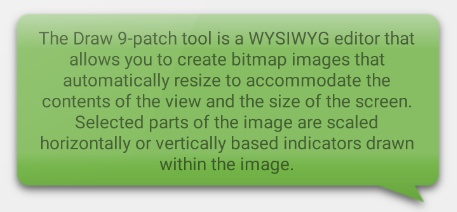 The Draw 9-patch tool is a WYSIWYG editor that
allows you to create bitmap images that
automatically resize to accommodate the
contents of the view and the size of the screen.
Selected parts of the image are scaled
horizontally or vertically based indicators drawn
within the image.